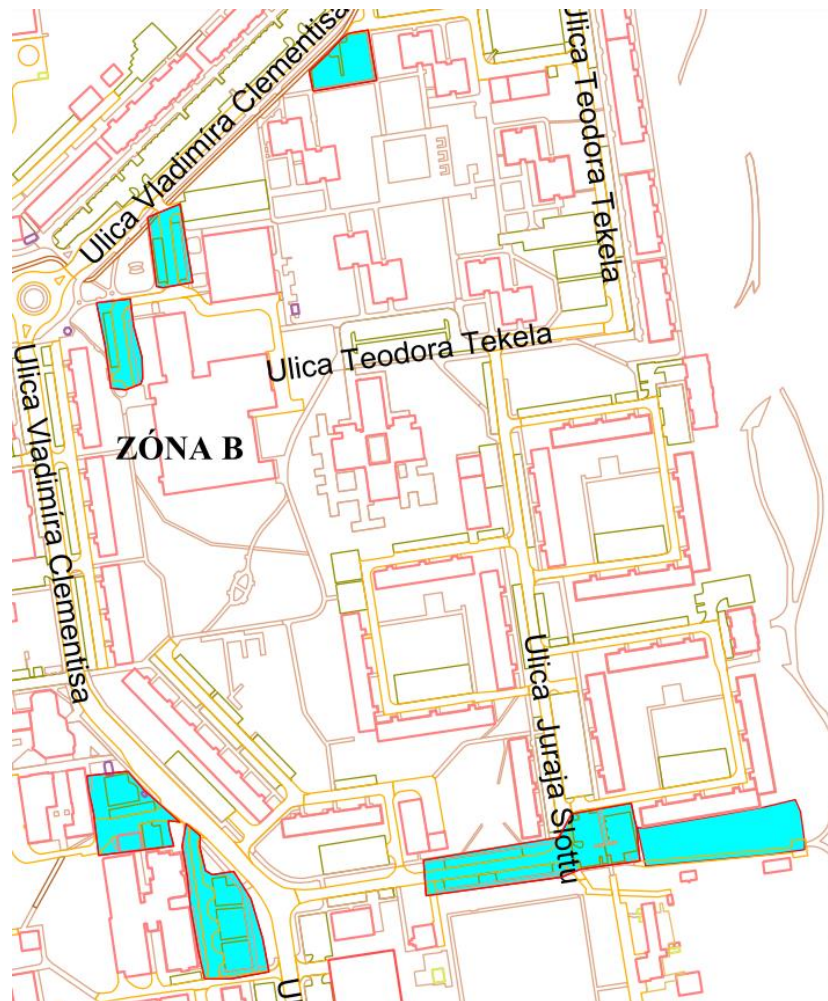 Ulica Vladimíra Clementisa
Ulica Teodora Tekela
Ulica Teodora Tekela
Ulica Vladimíra Clementisa
ZÓNA B
Ulica Juraja Slottu